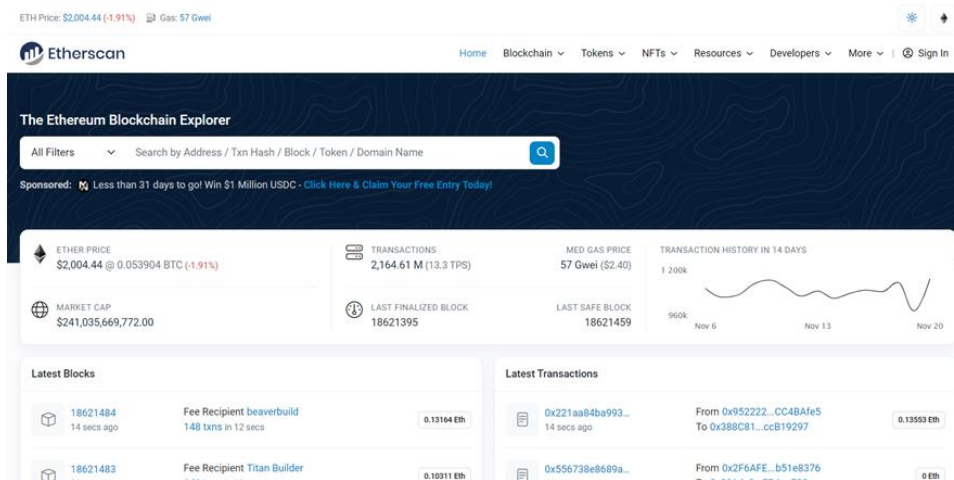 ETH Price: $2,004.44 (-1.91%) Gas: 57 Gwei
Etherscan
Home Blockchain Tokens NFTs Resources Developers More | Sign In
The Ethereum Blockchain Explorer
All Filters Search by Address / Txn Hash / Block / Token / Domain Name
Sponsored: Less than 31 days to go! Win $1 Million USDC - Click Here & Claim Your Free Entry Today!
ETHER PRICE
$2,004.44 @ 0.053904 BTC (-1.91%)
MARKET CAP
$241,035,669,772.00
TRANSACTIONS
2,164.61 M (13.3 TPS)
MED GAS PRICE
57 Gwei ($2.40)
LAST FINALIZED BLOCK
18621395
LAST SAFE BLOCK
18621459
TRANSACTION HISTORY IN 14 DAYS
1 200k
960k
Nov 6 Nov 13 Nov 20
Latest Blocks
18621484
14 secs ago
Fee Recipient beaverbuild
148 txns in 12 secs
0.13164 Eth
18621483
Fee Recipient Titan Builder
0.10311 Eth
Latest Transactions
0x221aa84ba993...
14 secs ago
From 0x952222...CC4BAfe5
To 0x388C81...ccB19297
0.13553 Eth
0x556738e8689a...
From 0x2F6AFE...b51e8376
0 Eth